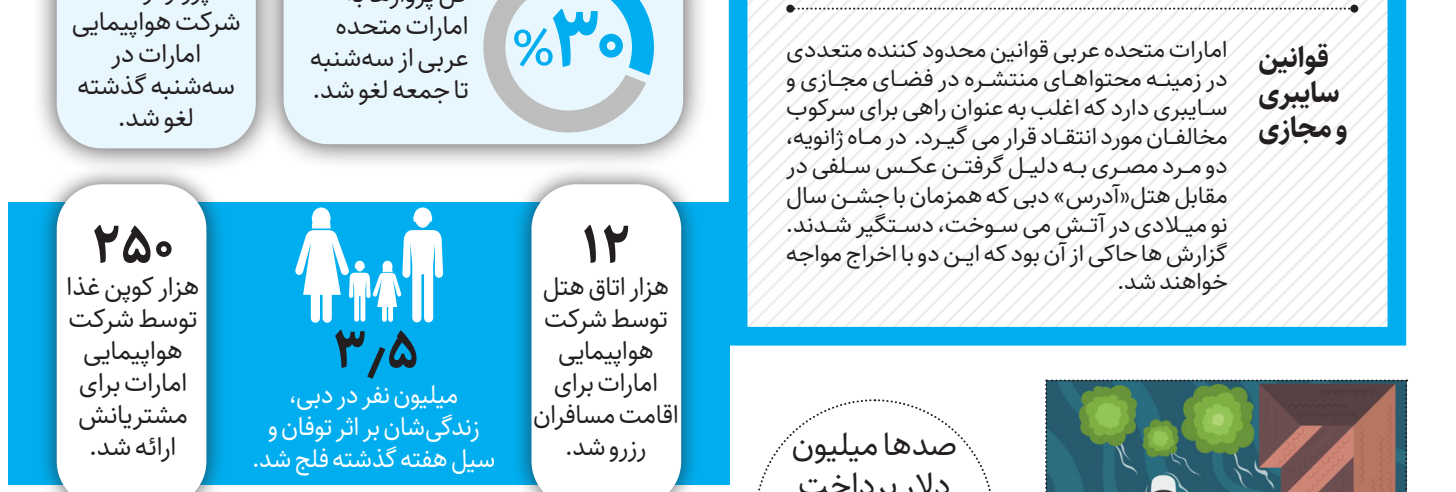 قوانین
سایبری
و مجازی
امارات متحده عربی قوانین محدود کننده متعددی
در زمینه محتواهای منتشره در فضای مجازی و
سایبری دارد که اغلب به عنوان راهی برای سرکوب
مخالفان مورد انتقاد قرار می گیرد. در ماه ژانویه،
دو مرد مصری به دلیل گرفتن عکس سلفی در
مقابل هتل«آدرس» دبی که همزمان با جشن سال
نو میلادی در آتش می سوخت، دستگیر شدند.
گزارش ها حاکی از آن بود که این دو با اخراج مواجه
خواهند شد.
صدها میلیون
دلار پرداخت
%۳۰
امارات متحده
عربی از سه‌شنبه
تا جمعه لغو شد.
شرکت هواپیمایی
امارات در
سه‌شنبه گذشته
لغو شد.
۱۲
هزار اتاق هتل
توسط شرکت
هواپیمایی
امارات برای
اقامت مسافران
رزرو شد.
۳٫۵
میلیون نفر در دبی،
زندگی‌شان بر اثر توفان و
سیل هفته گذشته فلج شد.
۲۵۰
هزار کوپن غذا
توسط شرکت
هواپیمایی
امارات برای
مشتریانش
ارائه شد.